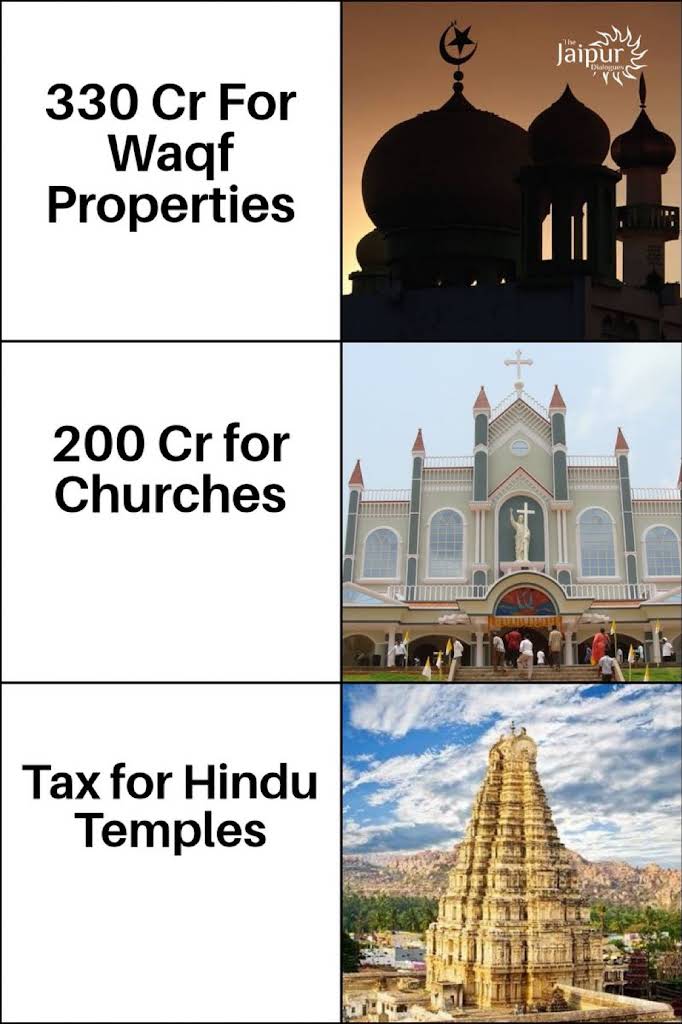 330 Cr For
Waqf
Properties
The
Jaipur
Dialogues
200 Cr for
Churches
Tax for Hindu
Temples